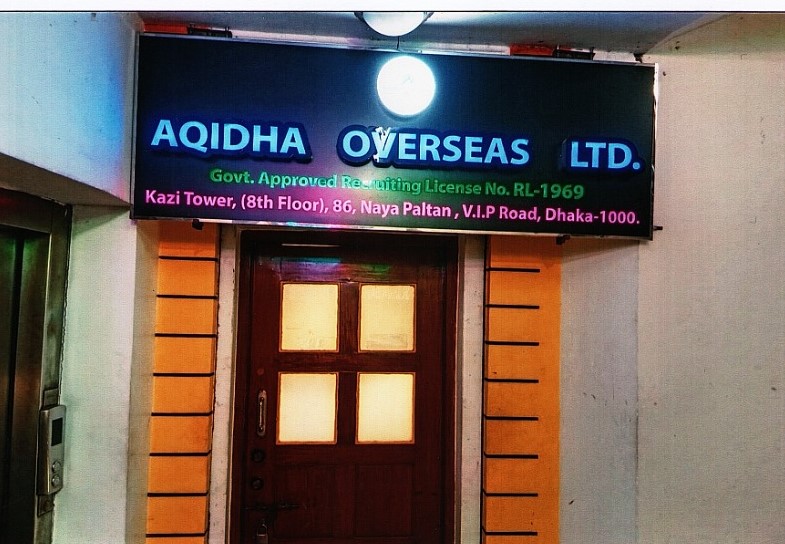 AQIDHA OVERSEAS LTD.
Govt. Approved Recruiting License No. RL-1969
Kazi Tower, (8th Floor), 86, Naya Paltan , V.I.P Road, Dhaka-1000.